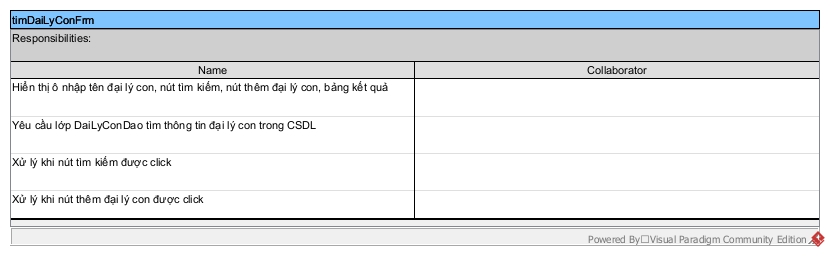 timDaiLyConFrm
Responsibilities:
Name Collaborator
Hiển thị ô nhập tên đại lý con, nút tìm kiếm, nút thêm đại lý con, bảng kết quả
Yêu cầu lớp DaiLyConDao tìm thông tin đại lý con trong CSDL
Xử lý khi nút tìm kiếm được click
Xử lý khi nút thêm đại lý con được click
Powered By□Visual Paradigm Community Edition